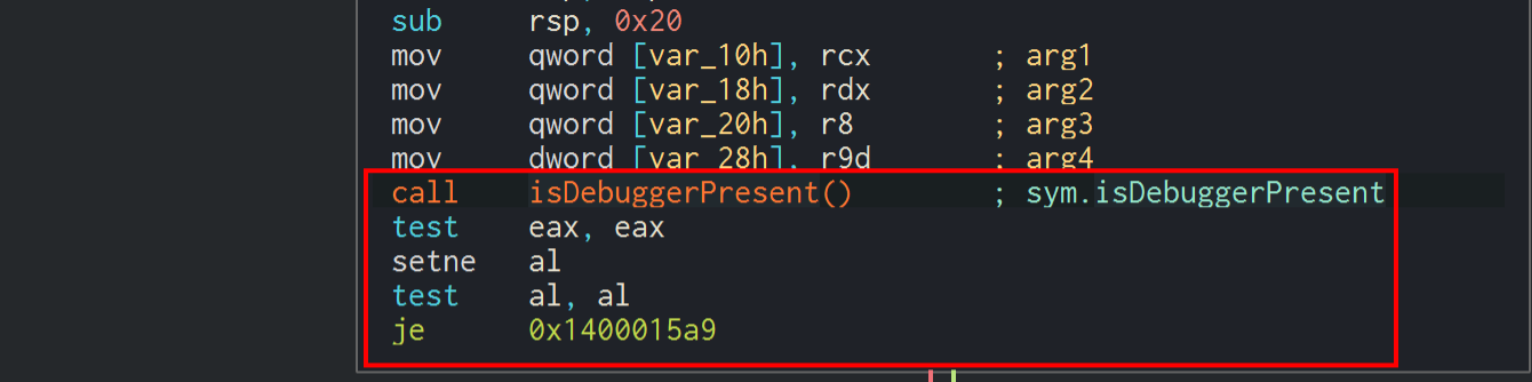 sub rsp, 0x20
mov qword [var_10h], rcx ; arg1
mov qword [var_18h], rdx ; arg2
mov qword [var_20h], r8 ; arg3
mov dword [var_28h], r9d ; arg4
call isDebuggerPresent() ; sym.isDebuggerPresent
test eax, eax
setne al
test al, al
je 0x1400015a9